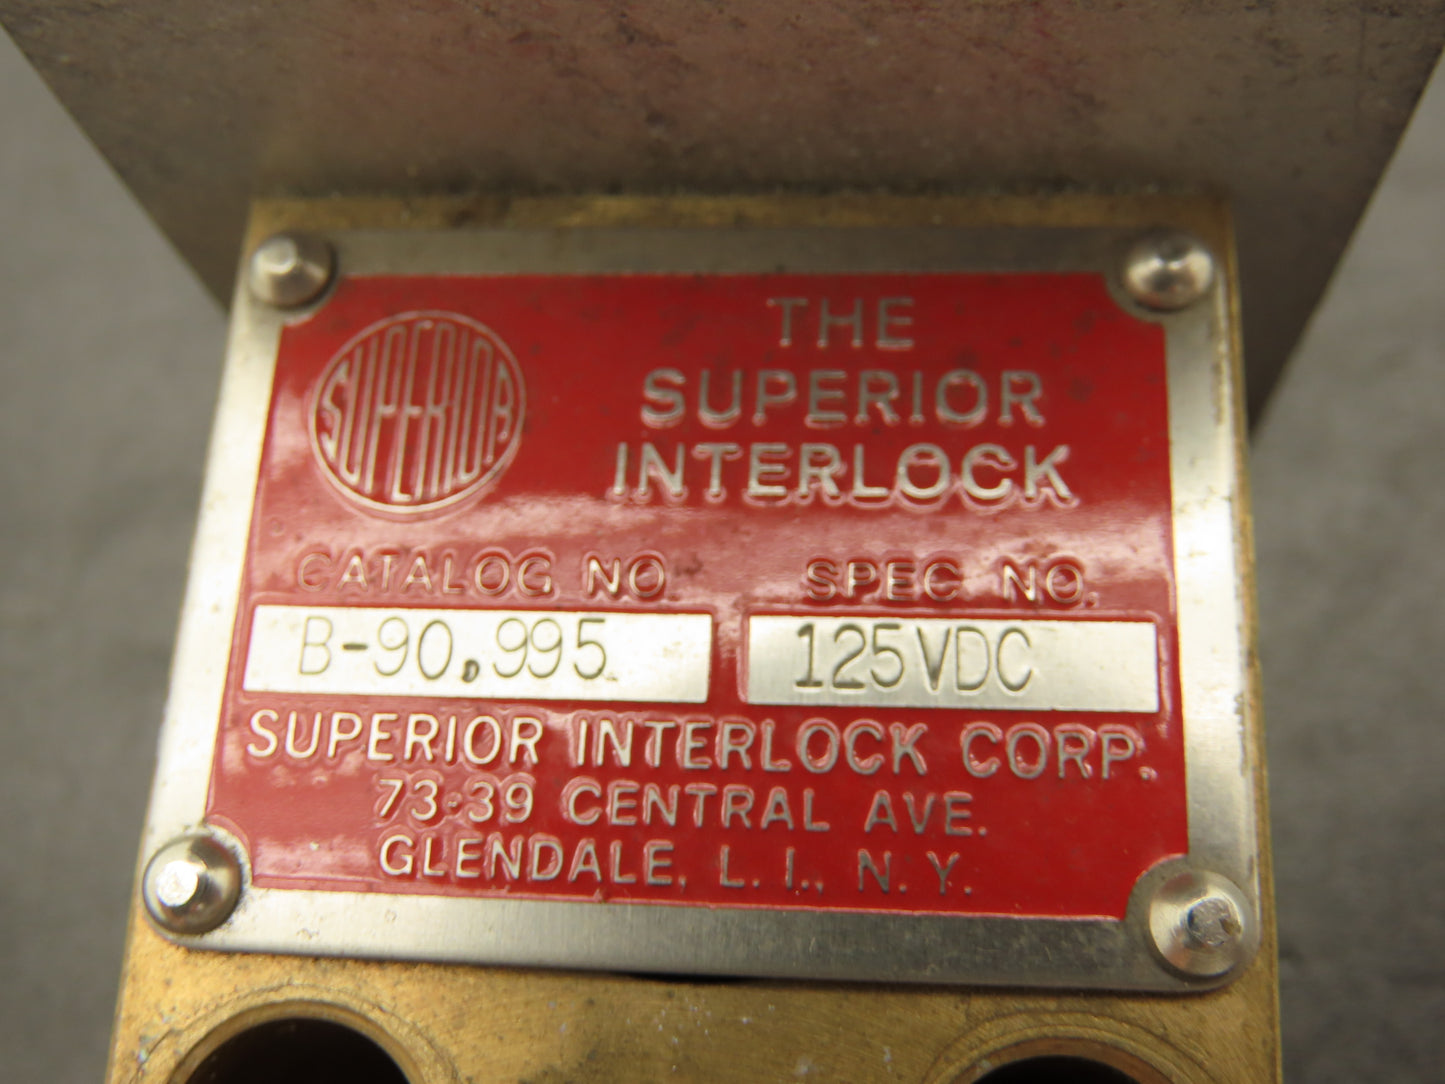 SUPERIOR
THE
SUPERIOR
INTERLOCK
CATALOG NO. SPEC NO.
B-90,995 125VDC
SUPERIOR INTERLOCK CORP.
73-39 CENTRAL AVE.
GLENDALE, L. I., N. Y.